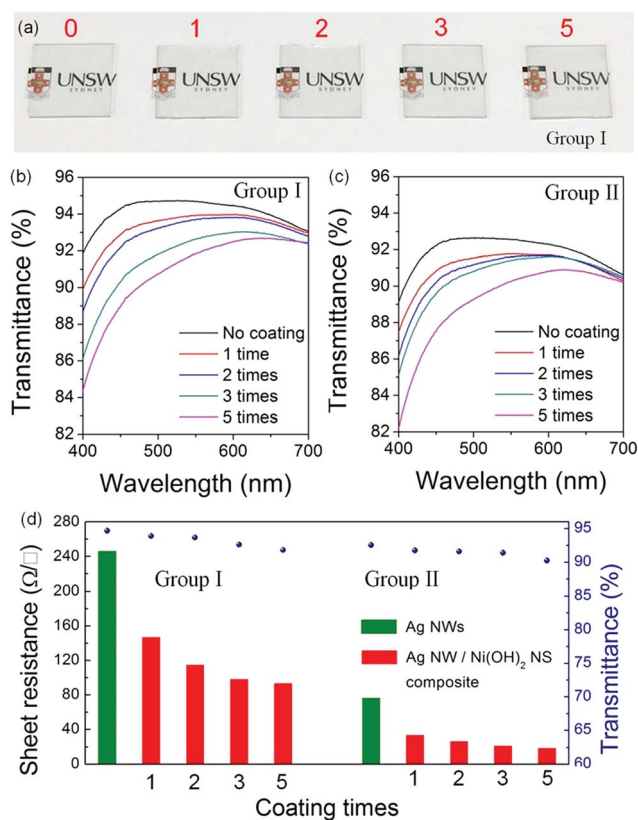 (a)
0 1 2 3 5
UNSW UNSW UNSW UNSW UNSW
SYDNEY SYDNEY SYDNEY SYDNEY SYDNEY
Group I
(b)
Group I
Transmittance (%)
96
94
92
90
88
86
84
82
No coating
1 time
2 times
3 times
5 times
400 500 600 700
Wavelength (nm)
(c)
Group II
Transmittance (%)
96
94
92
90
88
86
84
82
No coating
1 time
2 times
3 times
5 times
400 500 600 700
Wavelength (nm)
(d)
Sheet resistance (Ω/□)
280
240
200
160
120
80
40
0
Group I
Group II
Ag NWs
Ag NW / Ni(OH)₂ NS
composite
95
90
85
80
75
70
65
60
Transmittance (%)
1 2 3 5 1 2 3 5
Coating times